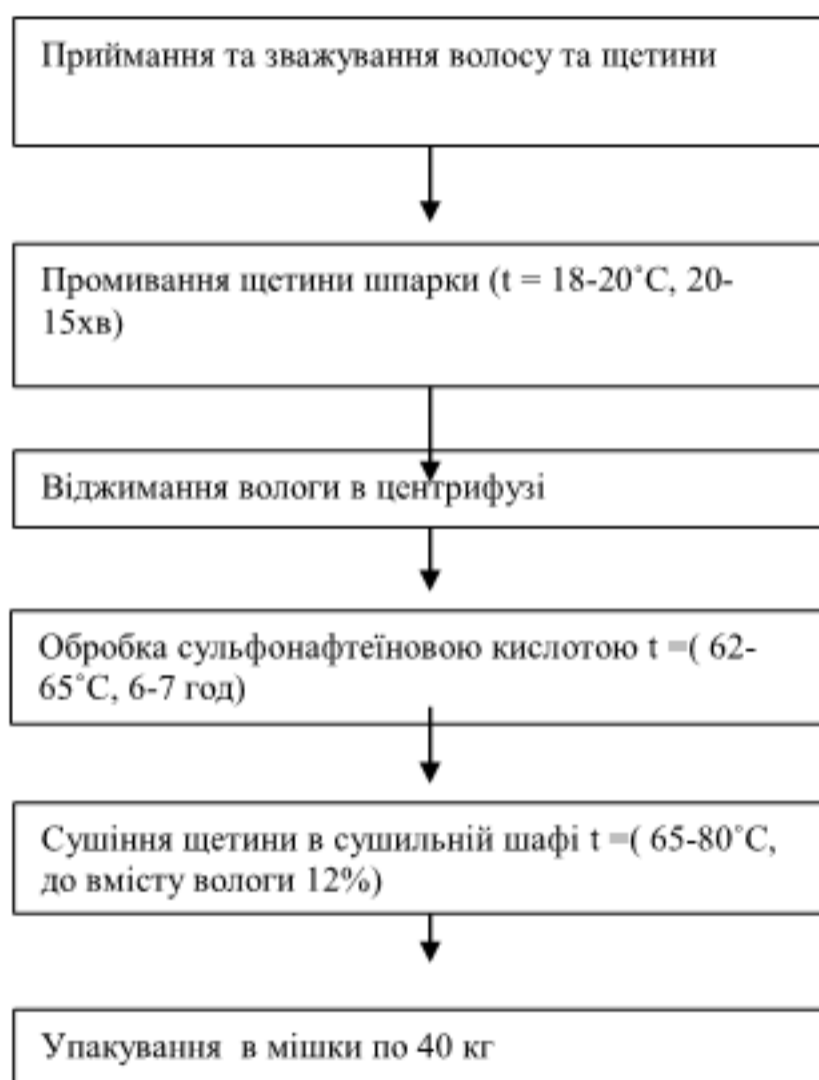 Приймання та зважування волосу та щетини
Промивання щетини шпарки (t = 18-20˚С, 20-
15хв)
Віджимання вологи в центрифузі
Обробка сульфонафтеїновою кислотою t =( 62-
65˚С, 6-7 год)
Сушіння щетини в сушильній шафі t =( 65-80˚С,
до вмісту вологи 12%)
Упакування  в мішки по 40 кг